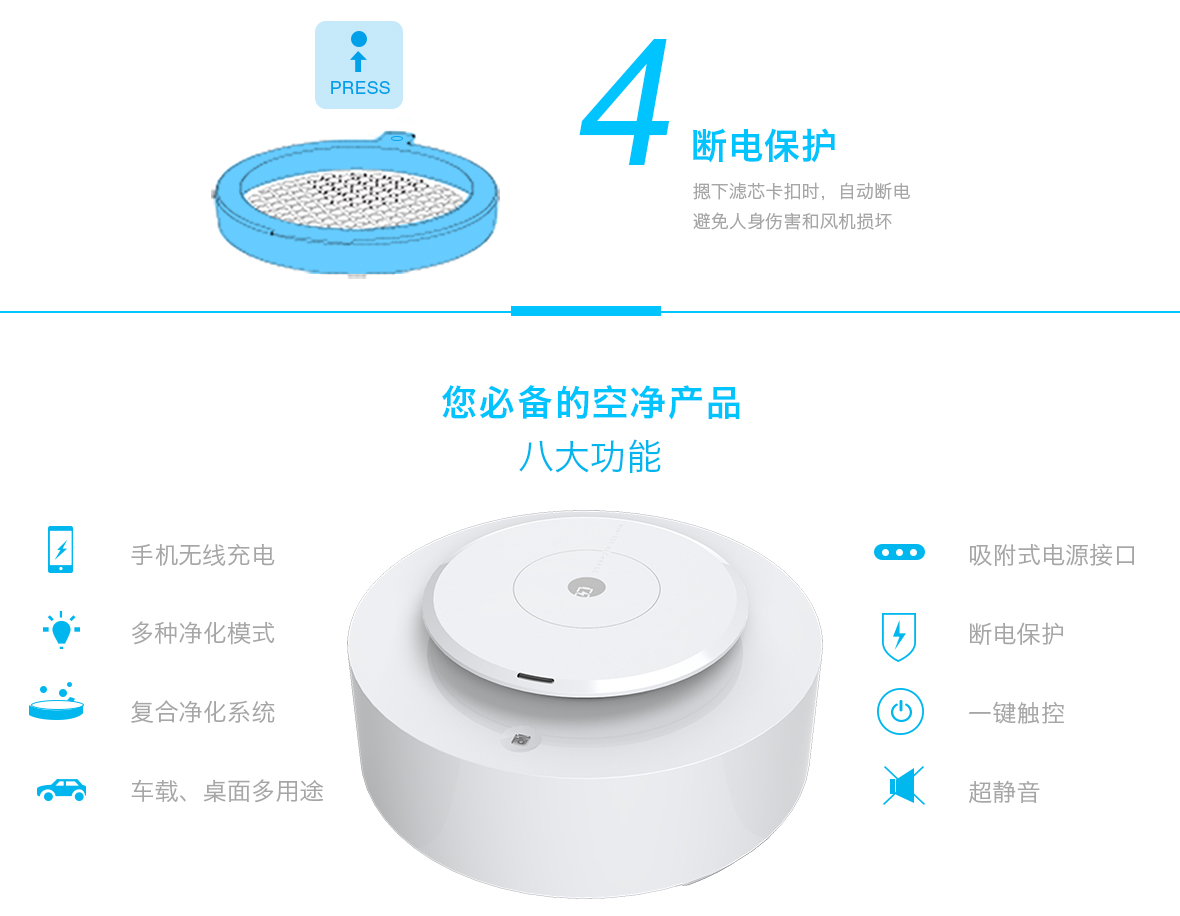 PRESS
4
断电保护
摁下滤芯卡扣时，自动断电
避免人身伤害和风机损坏
您必备的空净产品
八大功能
手机无线充电
多种净化模式
复合净化系统
车载、桌面多用途
吸附式电源接口
断电保护
一键触控
超静音